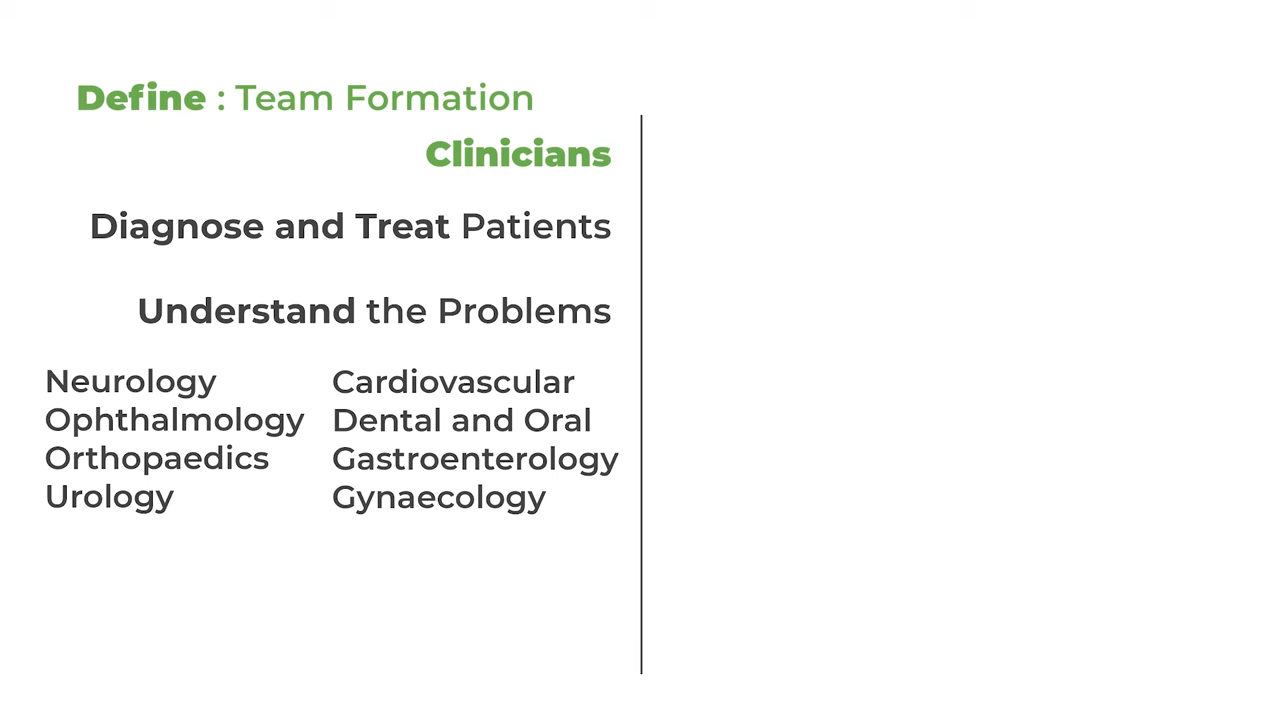 Define : Team Formation
Clinicians
Diagnose and Treat Patients
Understand the Problems
Neurology
Ophthalmology
Orthopaedics
Urology
Cardiovascular
Dental and Oral
Gastroenterology
Gynaecology